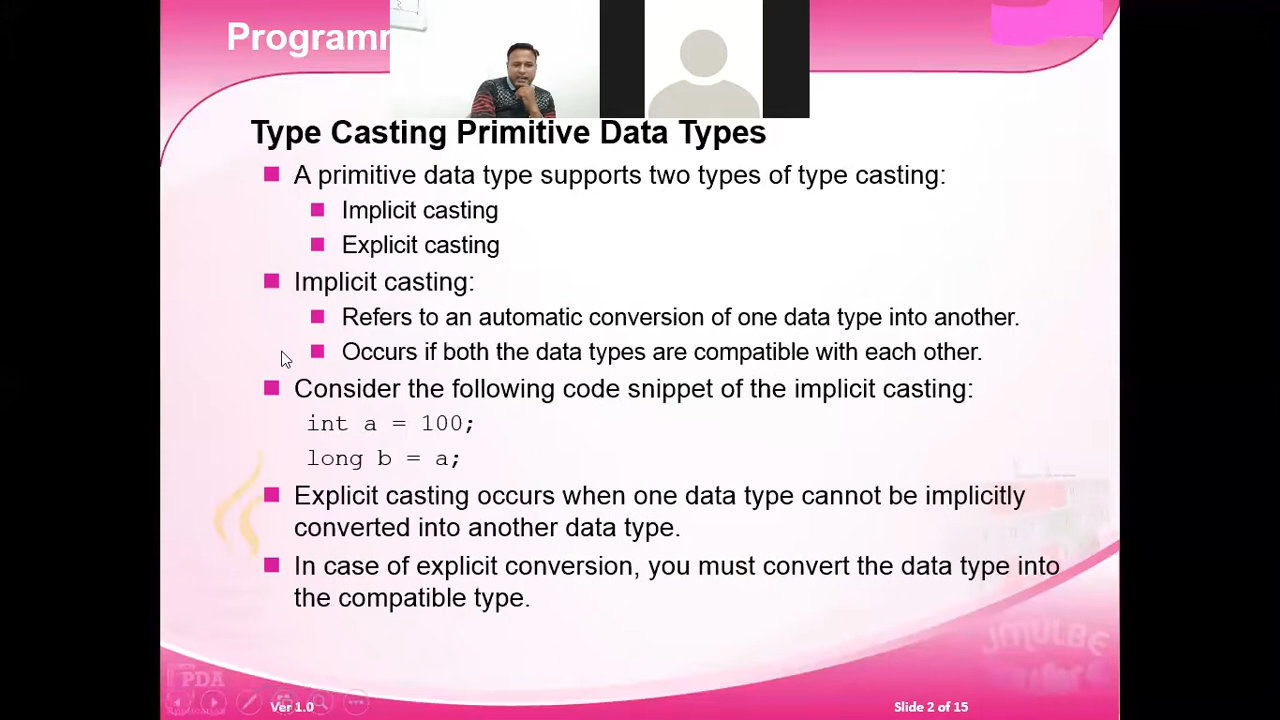 Programm
Type Casting Primitive Data Types
A primitive data type supports two types of type casting:
Implicit casting
Explicit casting
Implicit casting:
Refers to an automatic conversion of one data type into another.
Occurs if both the data types are compatible with each other.
Consider the following code snippet of the implicit casting:
int a = 100;
long b = a;
Explicit casting occurs when one data type cannot be implicitly
converted into another data type.
In case of explicit conversion, you must convert the data type into
the compatible type.
JMULBE
PDA
Ver 1.0
Slide 2 of 15